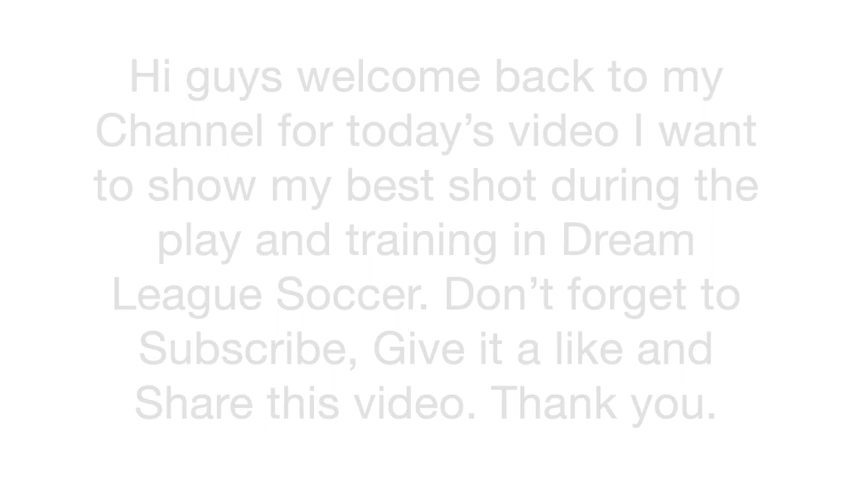 Hi guys welcome back to my
Channel for today’s video I want
to show my best shot during the
play and training in Dream
League Soccer. Don’t forget to
Subscribe, Give it a like and
Share this video. Thank you.